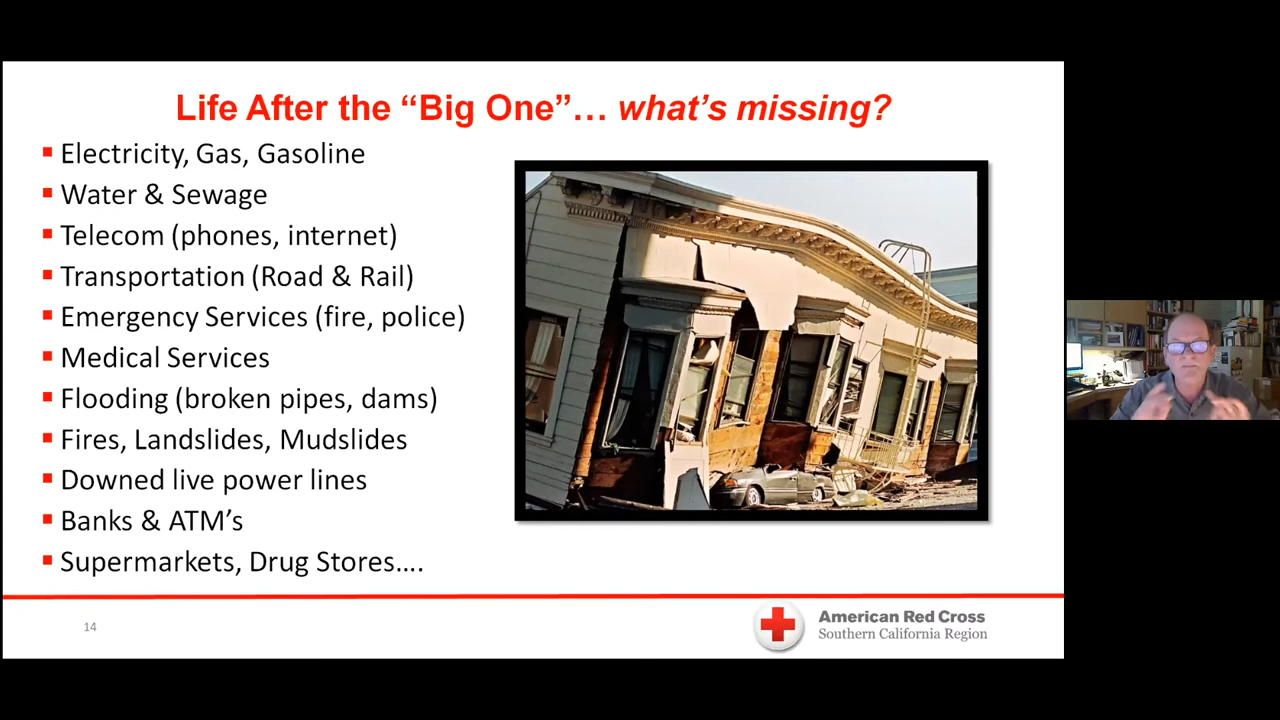 Life After the “Big One”… what’s missing?
Electricity, Gas, Gasoline
Water & Sewage
Telecom (phones, internet)
Transportation (Road & Rail)
Emergency Services (fire, police)
Medical Services
Flooding (broken pipes, dams)
Fires, Landslides, Mudslides
Downed live power lines
Banks & ATM’s
Supermarkets, Drug Stores….
14
American Red Cross
Southern California Region